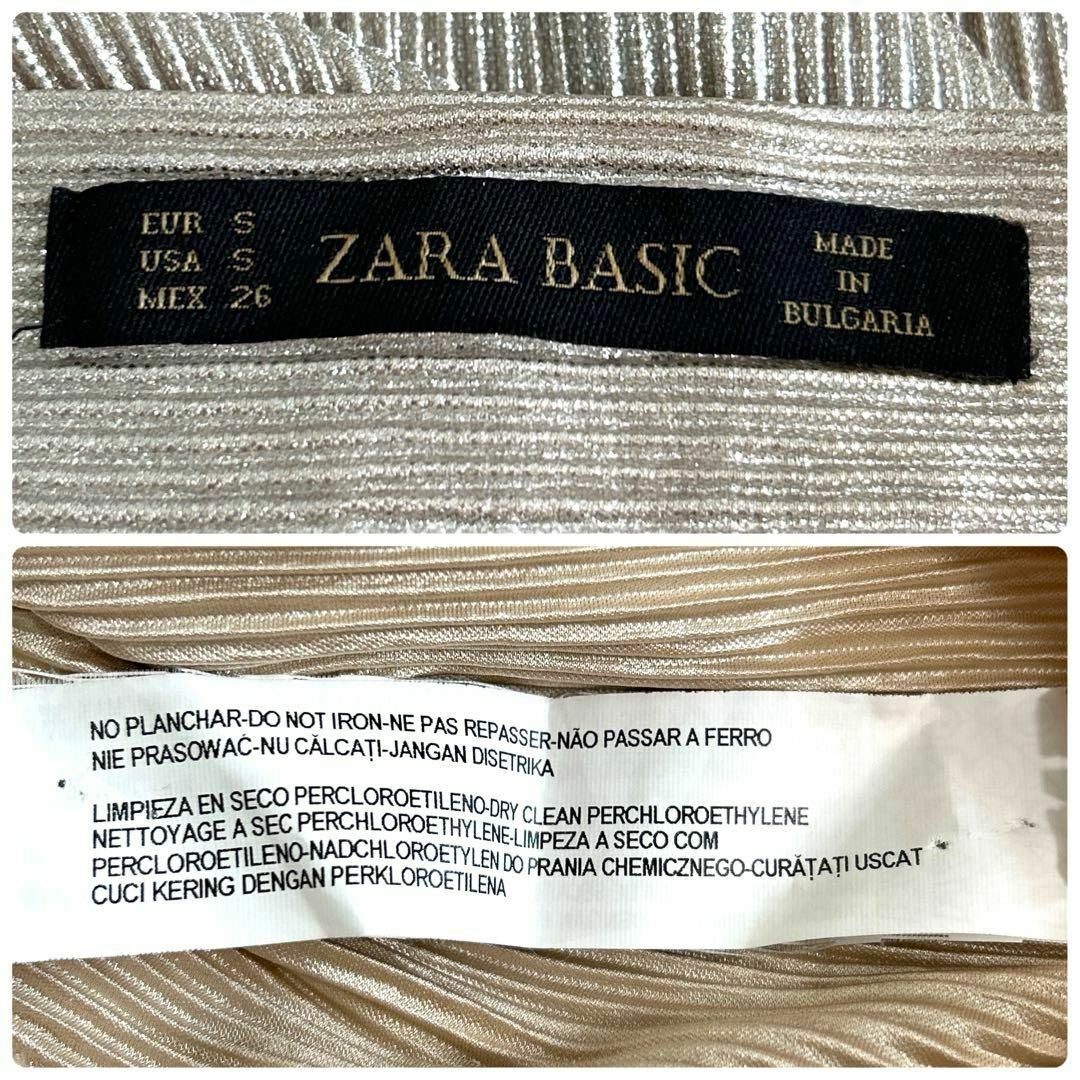 EUR S
USA S
MEX 26
ZARA BASIC
MADE
IN
BULGARIA
NO PLANCHAR-DO NOT IRON-NE PAS REPASSER-NÃO PASSAR A FERRO
NIE PRASOWAĆ-NU CĂLCAȚI-JANGAN DISETRIKA
LIMPIEZA EN SECO PERCLOROETILENO-DRY CLEAN PERCHLOROETHYLENE
NETTOYAGE A SEC PERCHLOROETHYLENE-LIMPEZA A SECO COM
PERCLOROETILENO-NADCHLOROETYLEN DO PRANIA CHEMICZNEGO-CURĂȚAȚI USCAT
CUCI KERING DENGAN PERKLOROETILENA